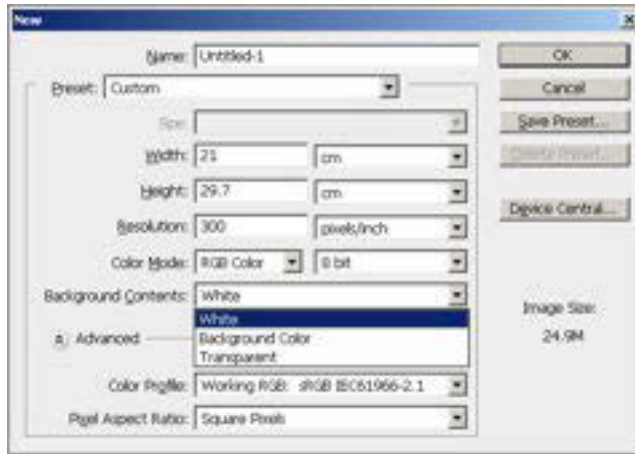 New
Name: Untitled-1
OK
Preset: Custom
Cancel
Size:
Save Preset...
Width: 21 cm
Delete Preset...
Height: 29.7 cm
Device Central...
Resolution: 300 pixels/inch
Color Mode: RGB Color 8 bit
Background Contents: White
Image Size:
White
Advanced
Background Color
24.9M
Transparent
Color Profile: Working RGB: sRGB IEC61966-2.1
Pixel Aspect Ratio: Square Pixels